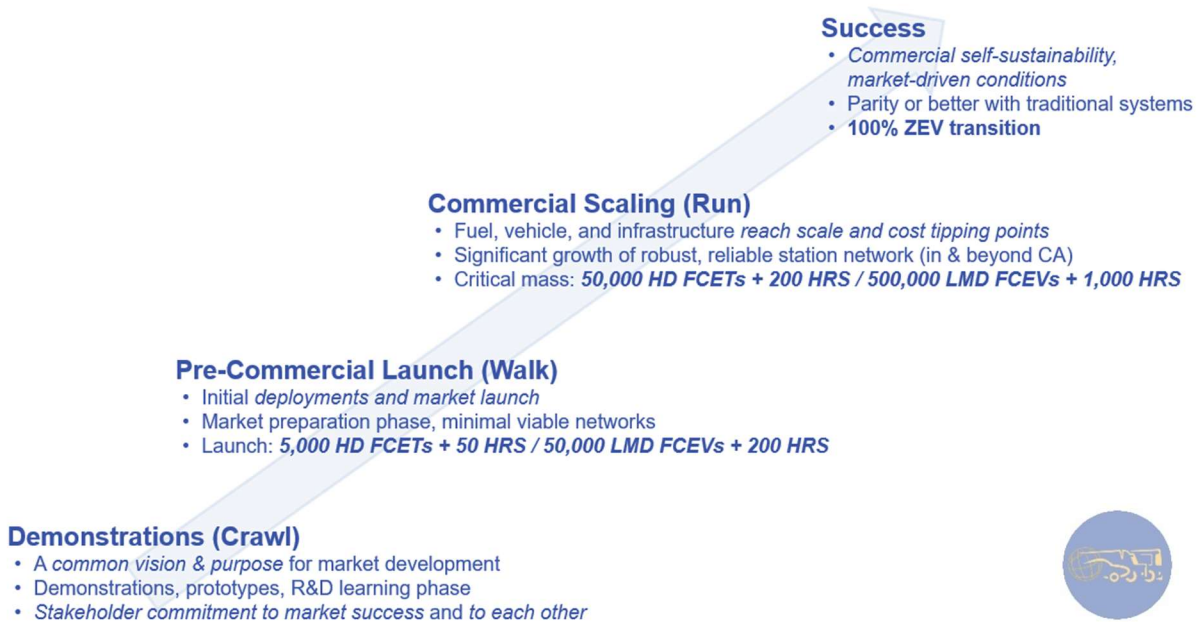 Success
• Commercial self-sustainability,
market-driven conditions
• Parity or better with traditional systems
• 100% ZEV transition
Commercial Scaling (Run)
• Fuel, vehicle, and infrastructure reach scale and cost tipping points
• Significant growth of robust, reliable station network (in & beyond CA)
• Critical mass: 50,000 HD FCETs + 200 HRS / 500,000 LMD FCEVs + 1,000 HRS
Pre-Commercial Launch (Walk)
• Initial deployments and market launch
• Market preparation phase, minimal viable networks
• Launch: 5,000 HD FCETs + 50 HRS / 50,000 LMD FCEVs + 200 HRS
Demonstrations (Crawl)
• A common vision & purpose for market development
• Demonstrations, prototypes, R&D learning phase
• Stakeholder commitment to market success and to each other